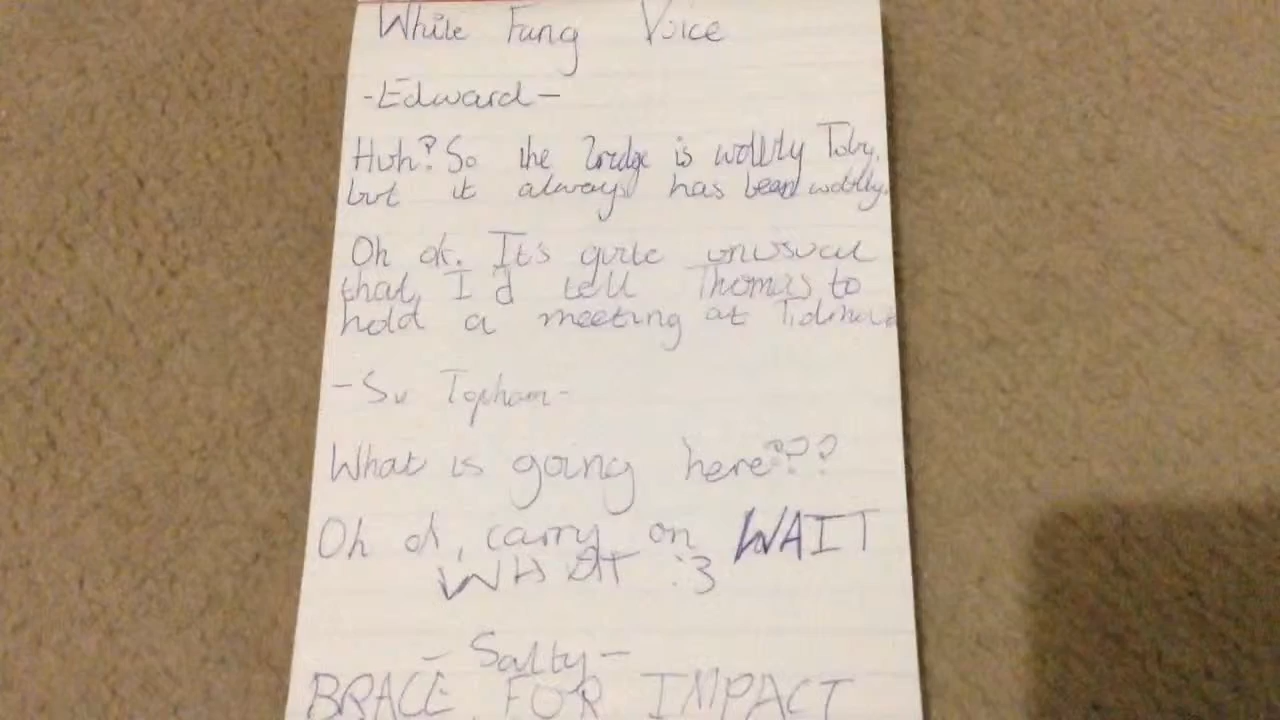 While Fang Voice
-Edward-
Huh? So the bridge is wobbly Toby,
but it always has been wobbly.
Oh ok. It's quite unusual
that, I'd tell Thomas to
hold a meeting at
-Sir Topham-
What is going here???
Oh ok, carry on WAIT
WHAT :3
- Salty -
BRACE FOR IMPACT